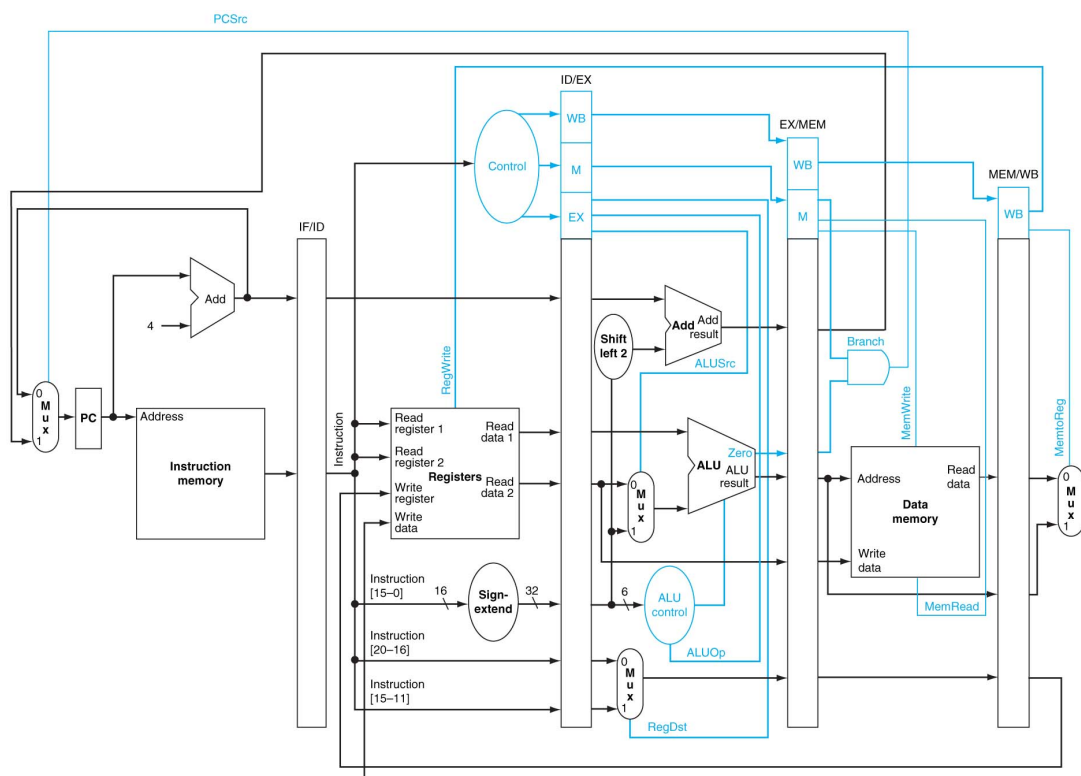 PCSrc
ID/EX
WB
EX/MEM
Control
M
WB
MEM/WB
EX
M
WB
IF/ID
Add
4
Add
Add
result
Shift
left 2
Branch
RegWrite
ALUSrc
MemWrite
MemtoReg
0
M
u
x
1
PC
Address
Instruction
memory
Instruction
Read
register 1
Read
data 1
Read
register 2
Registers
Write
register
Read
data 2
Write
data
0
M
u
x
1
Zero
ALU
ALU
result
Address
Read
data
Data
memory
Write
data
0
M
u
x
1
Instruction
[15–0]
16
Sign-
extend
32
6
ALU
control
MemRead
ALUOp
Instruction
[20–16]
0
M
u
x
1
Instruction
[15–11]
RegDst